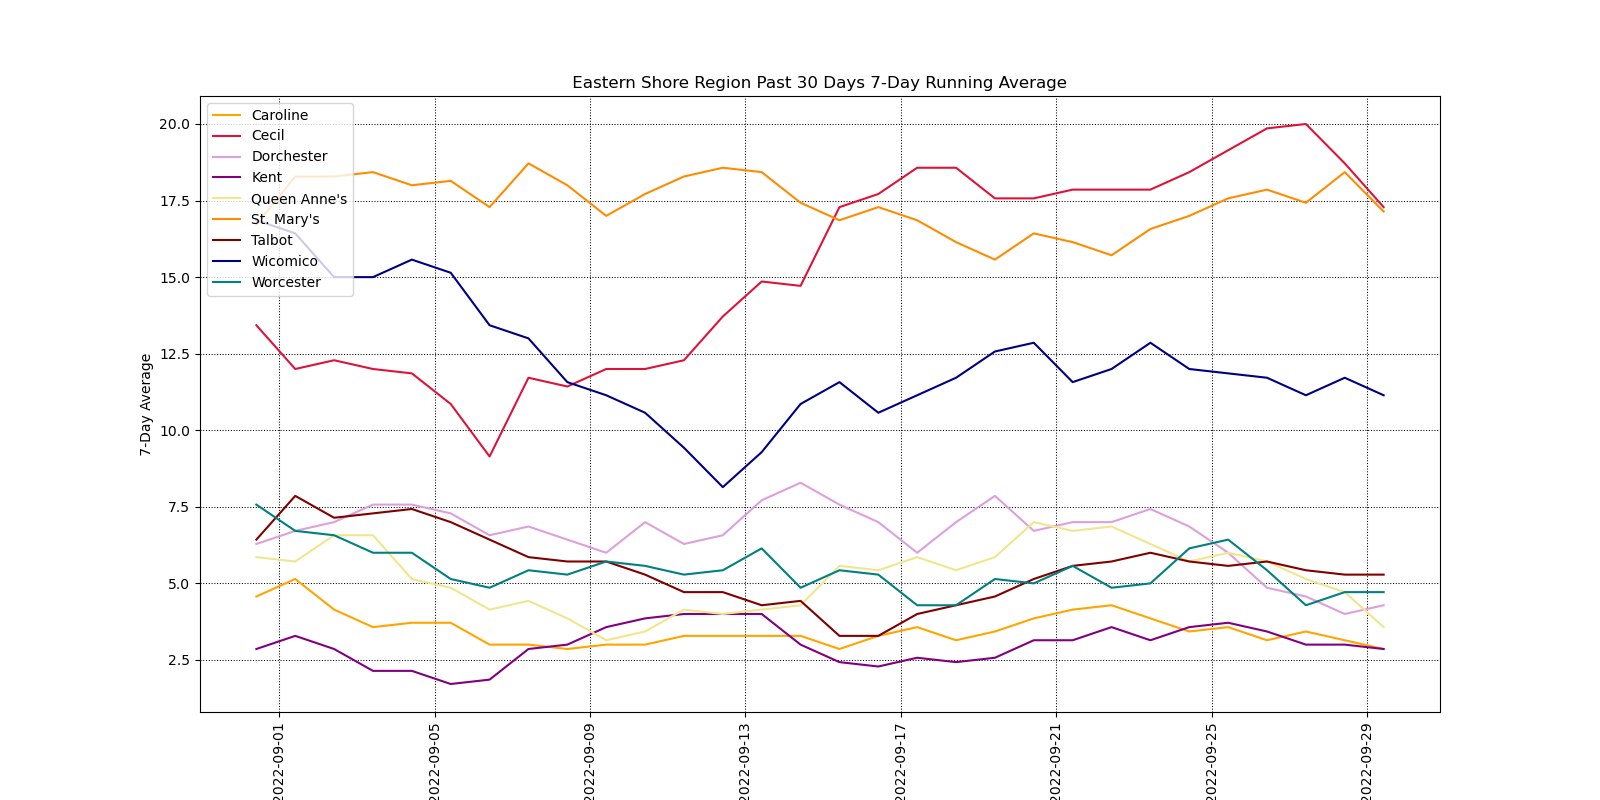 Eastern Shore Region Past 30 Days 7-Day Running Average
Caroline
Cecil
Dorchester
Kent
Queen Anne's
St. Mary's
Talbot
Wicomico
Worcester
20.0
17.5
15.0
12.5
10.0
7.5
5.0
2.5
7-Day Average
2022-09-01
2022-09-05
2022-09-09
2022-09-13
2022-09-17
2022-09-21
2022-09-25
2022-09-29